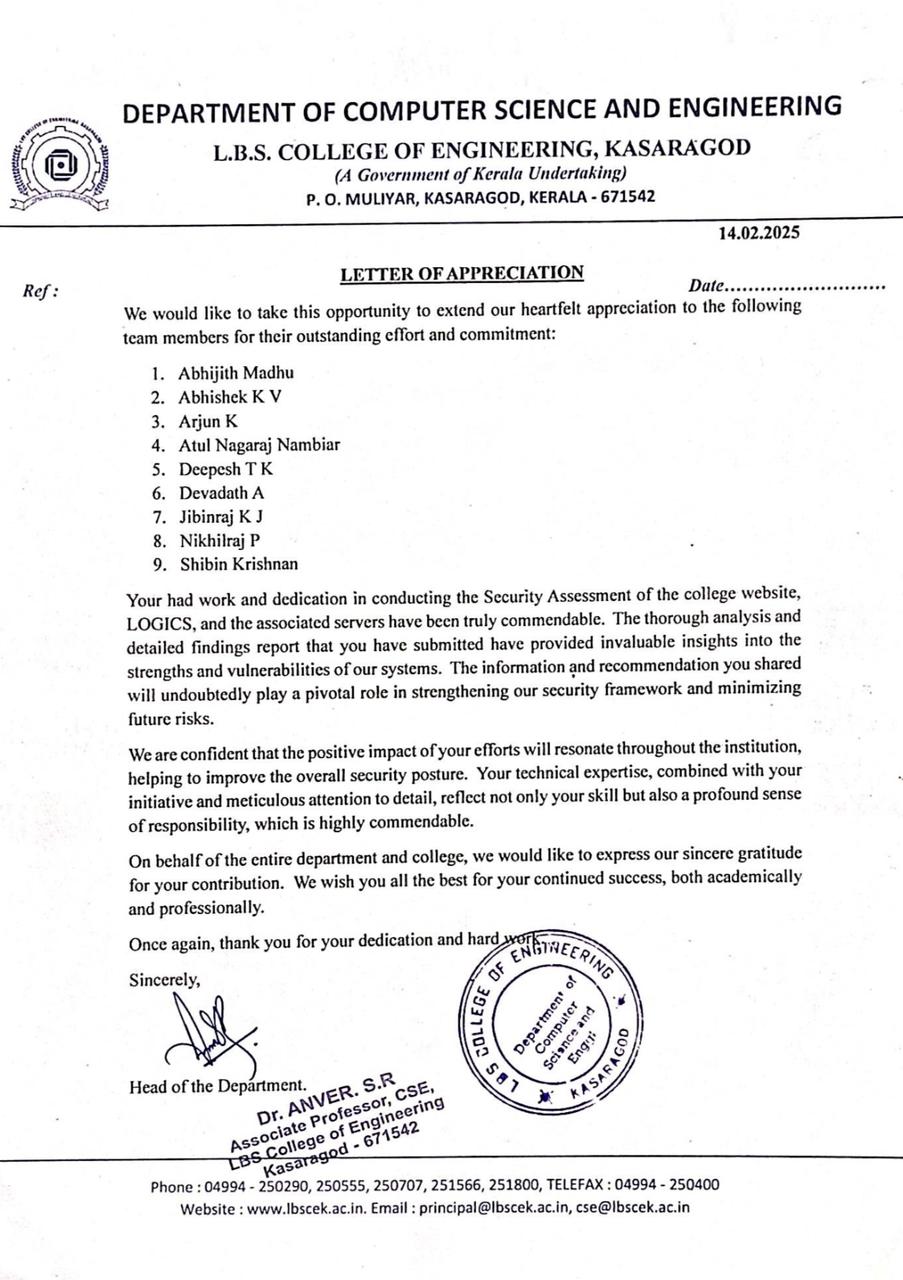 DEPARTMENT OF COMPUTER SCIENCE AND ENGINEERING
L.B.S. COLLEGE OF ENGINEERING, KASARAGOD
(A Government of Kerala Undertaking)
P. O. MULIYAR, KASARAGOD, KERALA - 671542
14.02.2025
LETTER OF APPRECIATION
Ref :
Date...........................
We would like to take this opportunity to extend our heartfelt appreciation to the following
team members for their outstanding effort and commitment:
1. Abhijith Madhu
2. Abhishek K V
3. Arjun K
4. Atul Nagaraj Nambiar
5. Deepesh T K
6. Devadath A
7. Jibinraj K J
8. Nikhilraj P
9. Shibin Krishnan
Your had work and dedication in conducting the Security Assessment of the college website,
LOGICS, and the associated servers have been truly commendable. The thorough analysis and
detailed findings report that you have submitted have provided invaluable insights into the
strengths and vulnerabilities of our systems. The information and recommendation you shared
will undoubtedly play a pivotal role in strengthening our security framework and minimizing
future risks.
We are confident that the positive impact of your efforts will resonate throughout the institution,
helping to improve the overall security posture. Your technical expertise, combined with your
initiative and meticulous attention to detail, reflect not only your skill but also a profound sense
of responsibility, which is highly commendable.
On behalf of the entire department and college, we would like to express our sincere gratitude
for your contribution. We wish you all the best for your continued success, both academically
and professionally.
Once again, thank you for your dedication and hard work.
Sincerely,
LBS COLLEGE OF ENGINEERING
KASARAGOD
Department of
Computer
Science and
Head of the Department.
Dr. ANVER. S.R
Associate Professor, CSE,
LBS College of Engineering
Kasaragod - 671542
Phone : 04994 - 250290, 250555, 250707, 251566, 251800, TELEFAX : 04994 - 250400
Website : www.lbscek.ac.in. Email : principal@lbscek.ac.in, cse@lbscek.ac.in